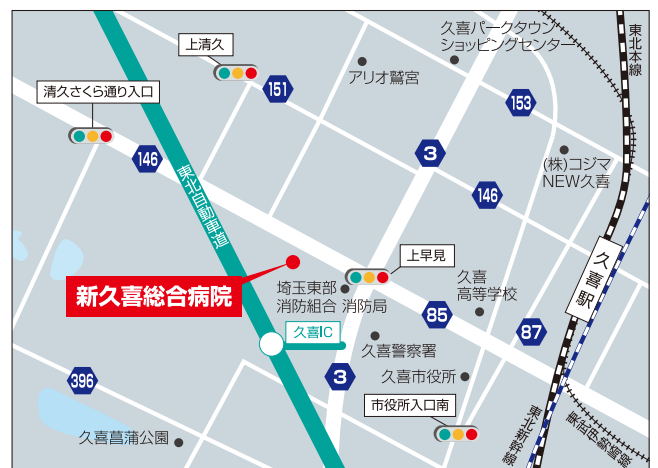 久喜パークタウン
ショッピングセンター
東北本線
上清久
アリオ鷲宮
清久さくら通り入口
151
153
3
146
(株)コジマ
NEW久喜
146
東北自動車道
上早見
久喜駅
新久喜総合病院
埼玉東部
消防組合 消防局
久喜
高等学校
85
久喜IC
87
久喜警察署
396
3
久喜市役所
市役所入口南
東北新幹線
東武伊勢崎線
久喜菖蒲公園